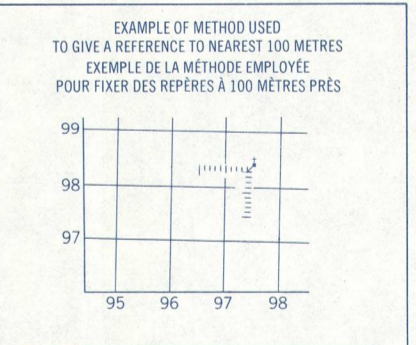 EXAMPLE OF METHOD USED
TO GIVE A REFERENCE TO NEAREST 100 METRES
EXEMPLE DE LA MÉTHODE EMPLOYÉE
POUR FIXER DES REPÈRES À 100 MÈTRES PRÈS
99
98
97
95 96 97 98